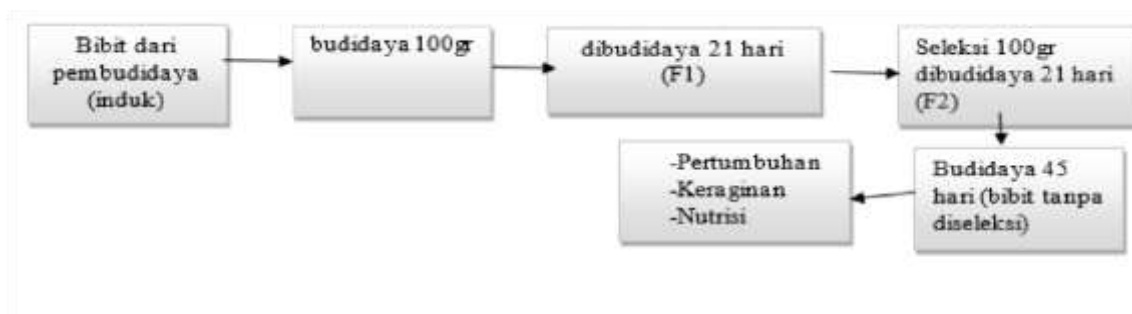 Bibit dari
pembudidaya
(induk)
budidaya 100gr
dibudidaya 21 hari
(F1)
Seleksi 100gr
dibudidaya 21 hari
(F2)
Budidaya 45
hari (bibit tanpa
diseleksi)
-Pertumbuhan
-Keraginan
-Nutrisi